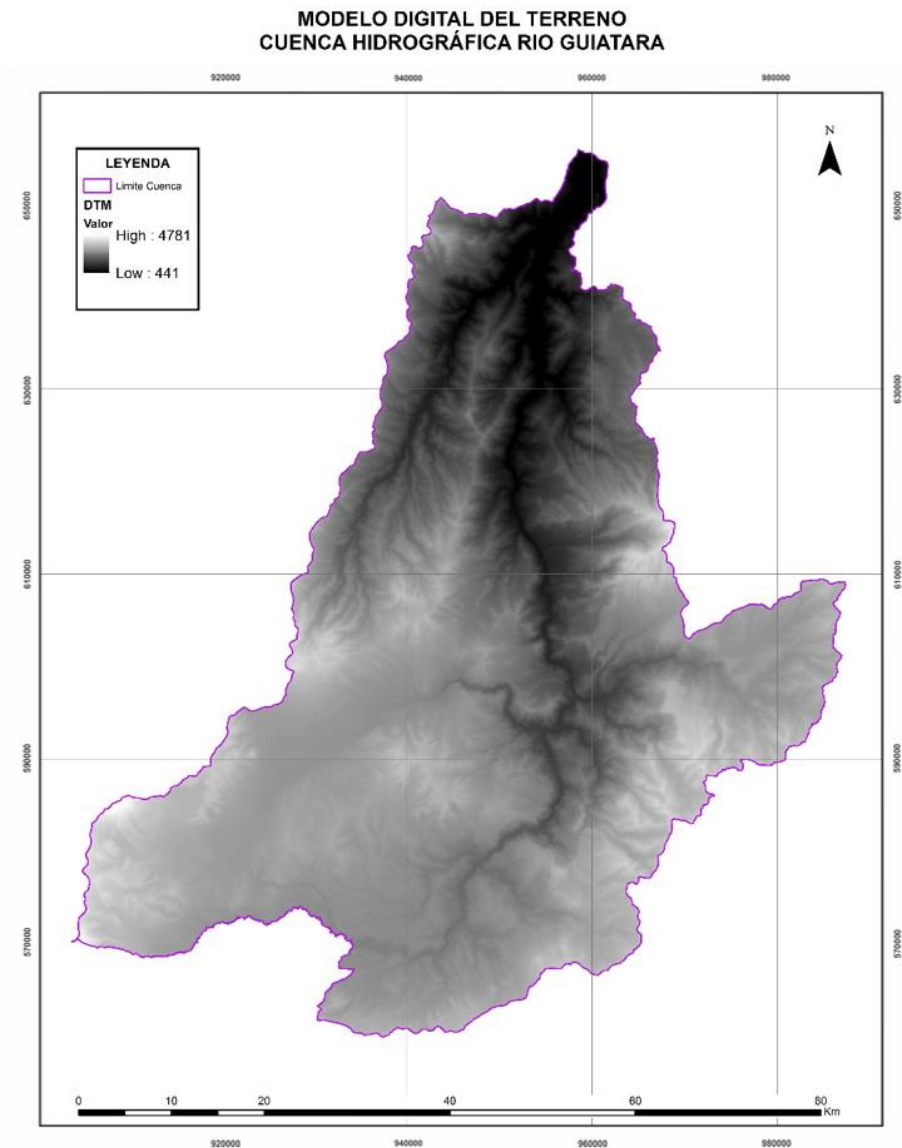 MODELO DIGITAL DEL TERRENO
CUENCA HIDROGRÁFICA RIO GUIATARA
920000 940000 960000 980000
N
LEYENDA
Limite Cuenca
DTM
Valor
High : 4781
Low : 441
650000 650000
630000 630000
610000 610000
590000 590000
570000 570000
0 10 20 40 60 80
Km
920000 940000 960000 980000